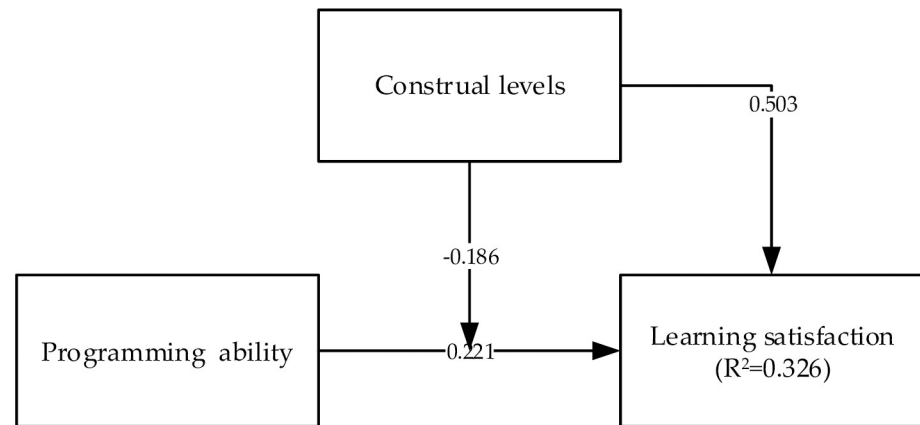 Construal levels
0.503
-0.186
Programming ability
0.221
Learning satisfaction
(R²=0.326)